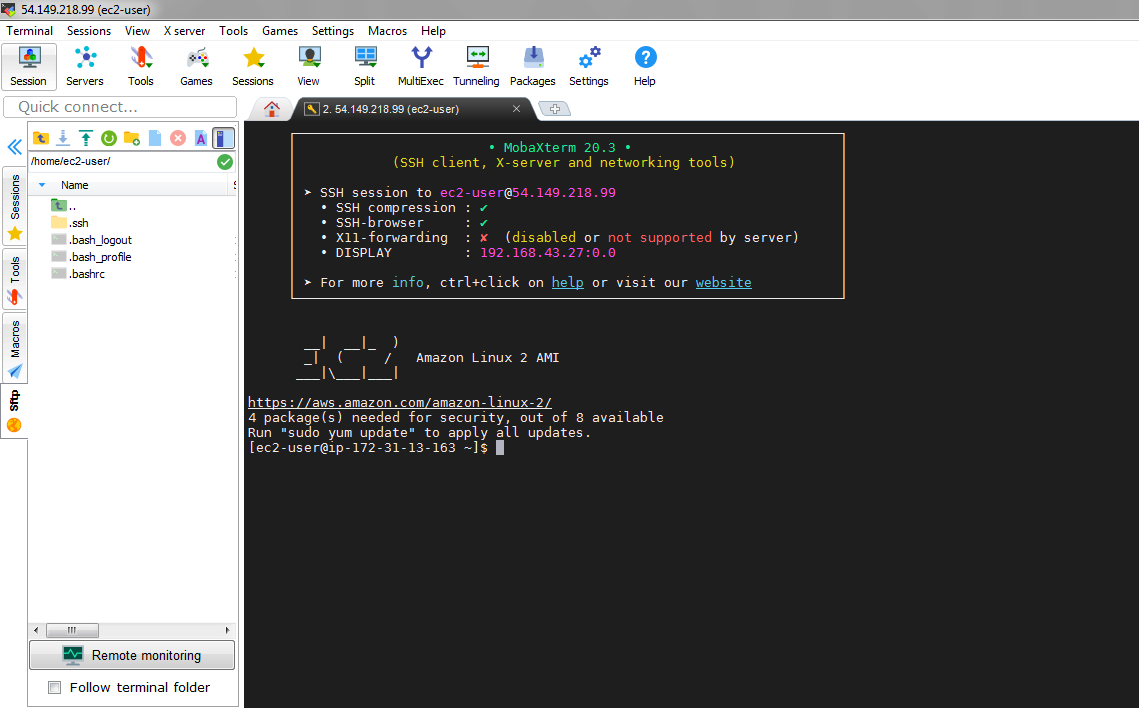 54.149.218.99 (ec2-user)
Terminal Sessions View X server Tools Games Settings Macros Help
Session Servers Tools Games Sessions View Split MultiExec Tunneling Packages Settings Help
Quick connect...
2. 54.149.218.99 (ec2-user)
/home/ec2-user/
Name
..
.ssh
.bash_logout
.bash_profile
.bashrc
Sessions
Tools
Macros
Sftp
Remote monitoring
Follow terminal folder
• MobaXterm 20.3 •
(SSH client, X-server and networking tools)
➤ SSH session to ec2-user@54.149.218.99
• SSH compression : ✔
• SSH-browser : ✔
• X11-forwarding : ✘ (disabled or not supported by server)
• DISPLAY : 192.168.43.27:0.0
➤ For more info, ctrl+click on help or visit our website
__| __|_ )
_| ( / Amazon Linux 2 AMI
___|\___|___|
https://aws.amazon.com/amazon-linux-2/
4 package(s) needed for security, out of 8 available
Run "sudo yum update" to apply all updates.
[ec2-user@ip-172-31-13-163 ~]$